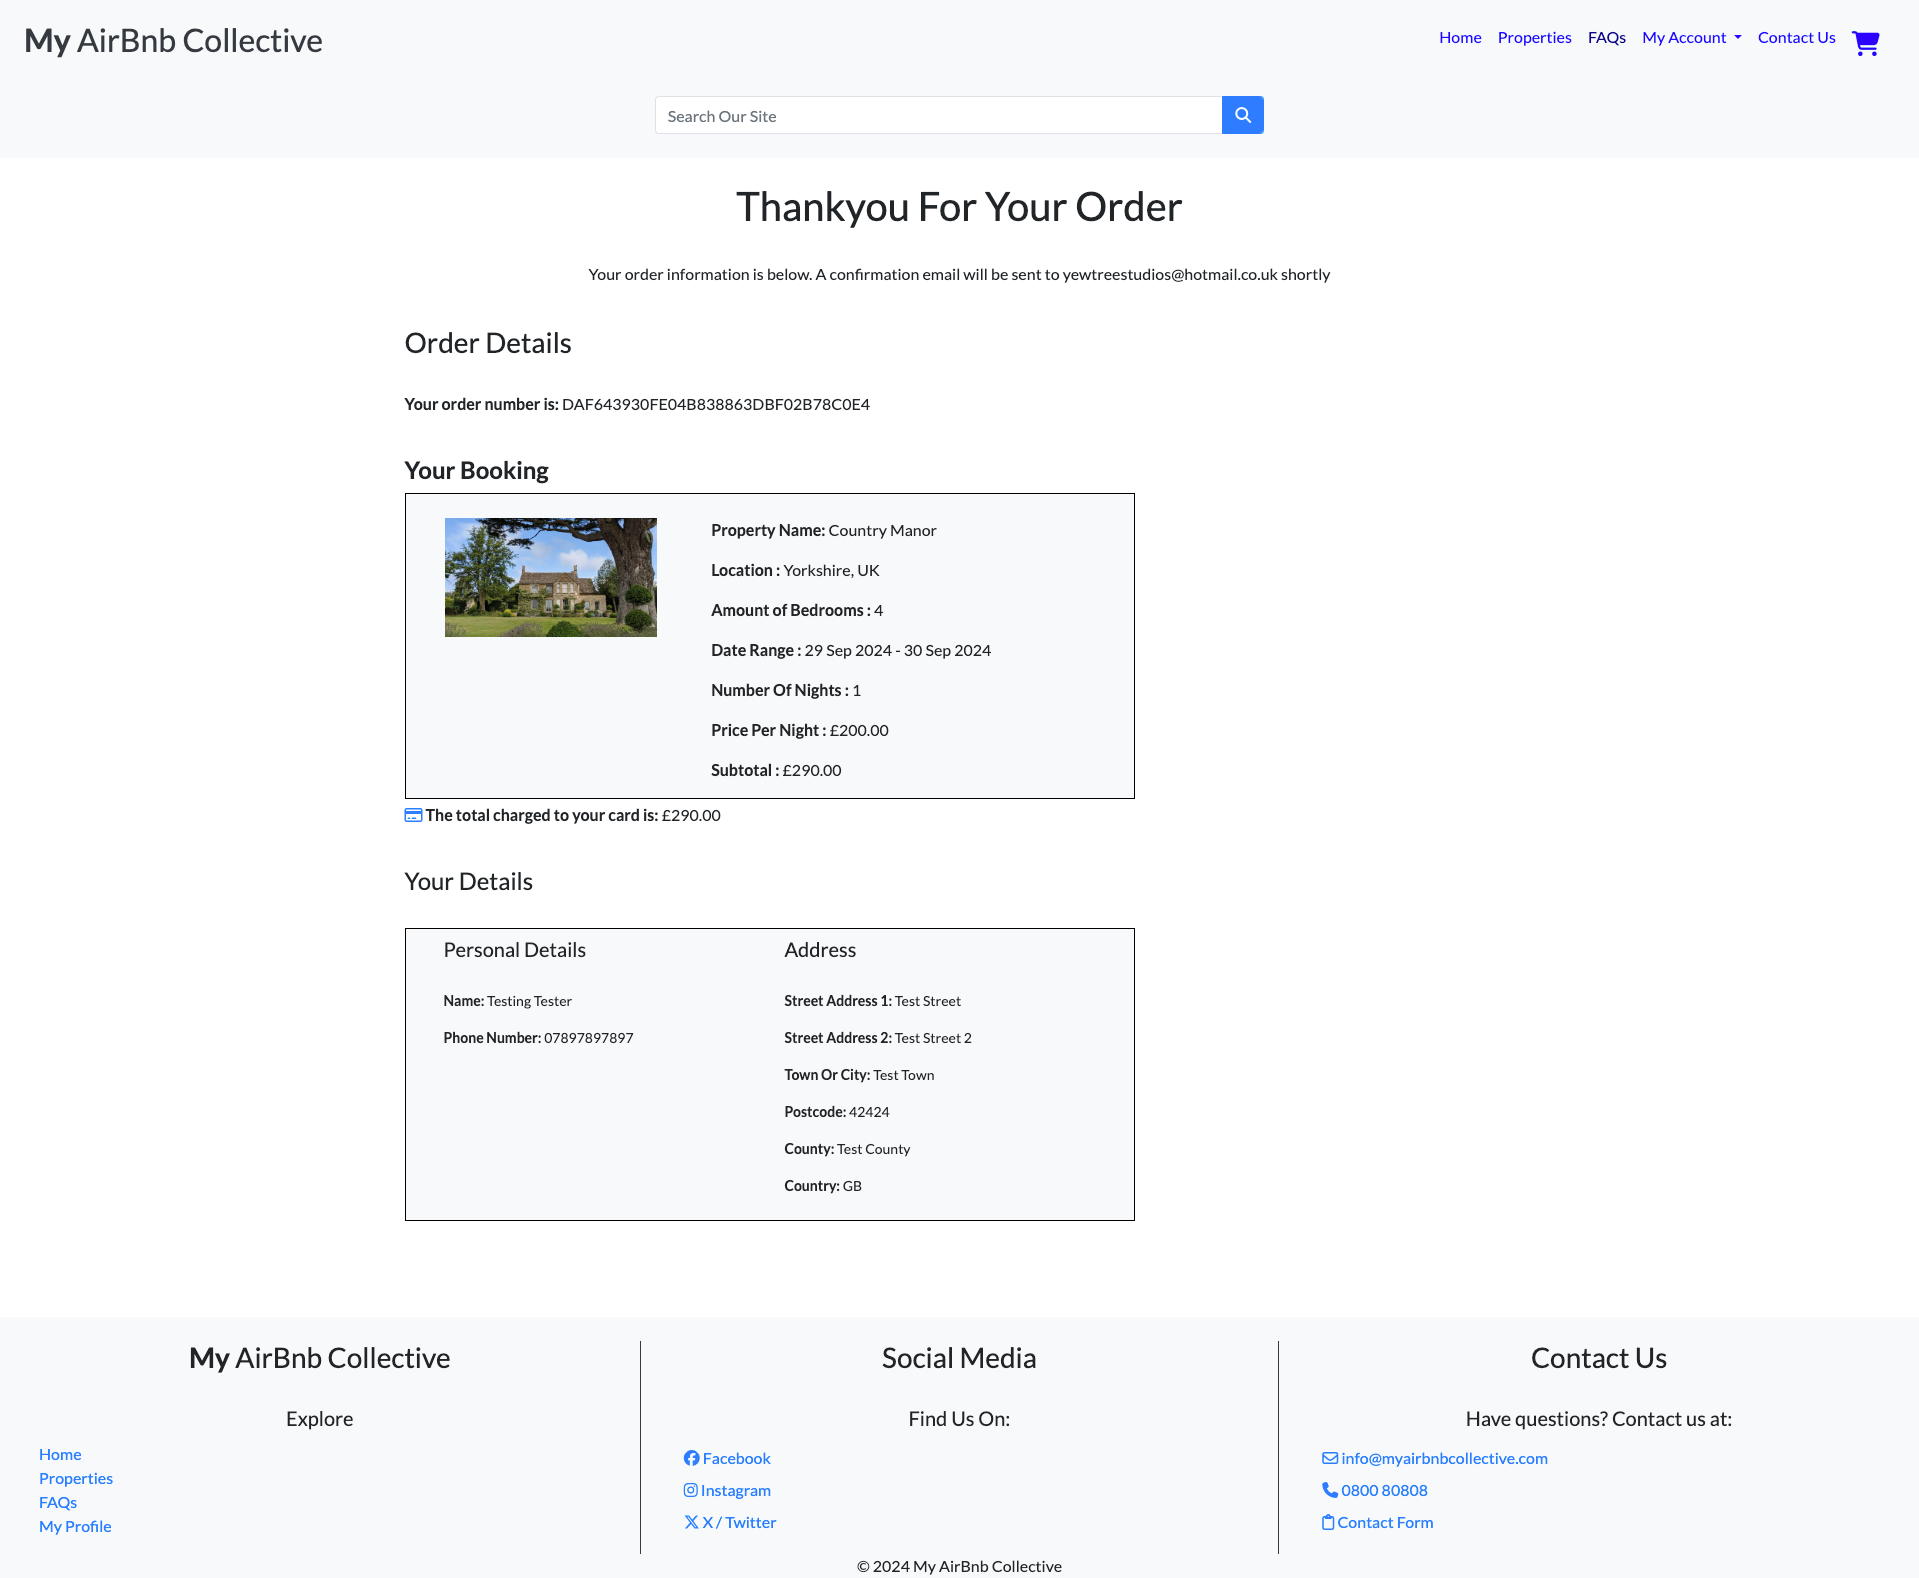 My AirBnb Collective
Home Properties FAQs My Account Contact Us
Search Our Site
Thankyou For Your Order
Your order information is below. A confirmation email will be sent to yewtreestudios@hotmail.co.uk shortly
Order Details
Your order number is: DAF643930FE04B838863DBF02B78C0E4
Your Booking
Property Name: Country Manor
Location : Yorkshire, UK
Amount of Bedrooms : 4
Date Range : 29 Sep 2024 - 30 Sep 2024
Number Of Nights : 1
Price Per Night : £200.00
Subtotal : £290.00
The total charged to your card is: £290.00
Your Details
Personal Details
Name: Testing Tester
Phone Number: 07897897897
Address
Street Address 1: Test Street
Street Address 2: Test Street 2
Town Or City: Test Town
Postcode: 42424
County: Test County
Country: GB
My AirBnb Collective
Explore
Home
Properties
FAQs
My Profile
Social Media
Find Us On:
Facebook
Instagram
X / Twitter
Contact Us
Have questions? Contact us at:
info@myairbnbcollective.com
0800 80808
Contact Form
© 2024 My AirBnb Collective